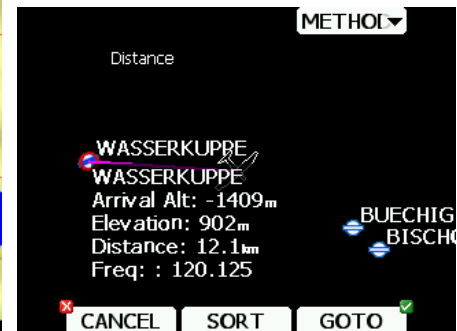 METHOD
Distance
WASSERKUPPE
WASSERKUPPE
Arrival Alt: -1409m
Elevation: 902m
Distance: 12.1km
Freq: : 120.125
BUECHIG
BISCHO
CANCEL
SORT
GOTO